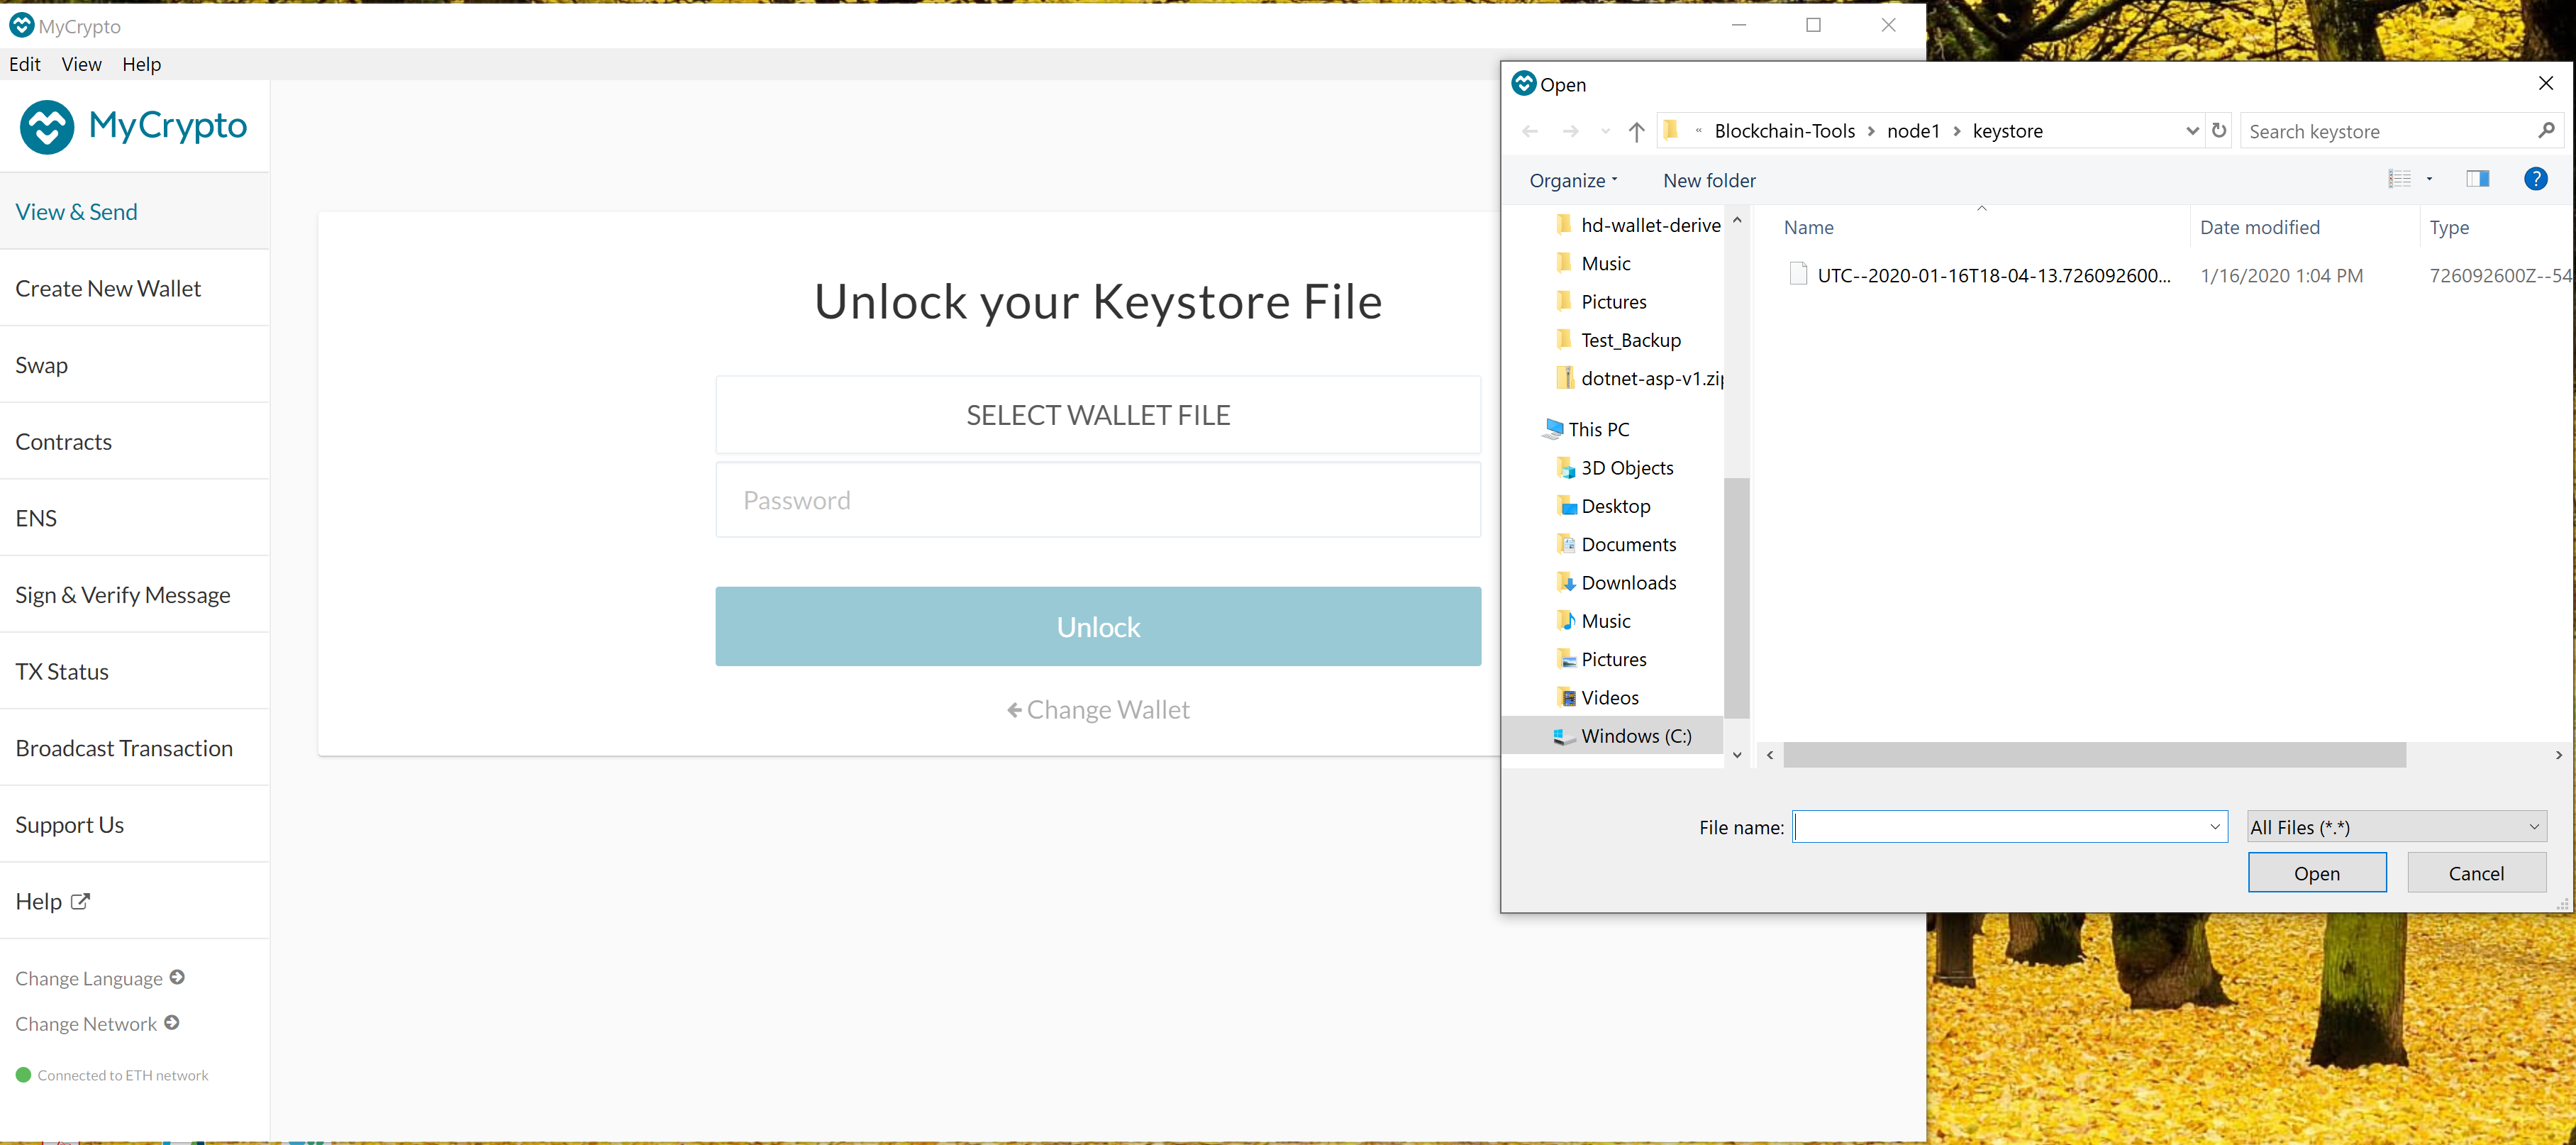 MyCrypto
Edit View Help
MyCrypto
View & Send
Create New Wallet
Swap
Contracts
ENS
Sign & Verify Message
TX Status
Broadcast Transaction
Support Us
Help
Change Language
Change Network
Connected to ETH network
Unlock your Keystore File
SELECT WALLET FILE
Password
Unlock
Change Wallet
Open
« Blockchain-Tools > node1 > keystore
Search keystore
Organize New folder
?
hd-wallet-derive
Music
Pictures
Test_Backup
dotnet-asp-v1.zip
This PC
3D Objects
Desktop
Documents
Downloads
Music
Pictures
Videos
Windows (C:)
Name Date modified Type
UTC--2020-01-16T18-04-13.726092600... 1/16/2020 1:04 PM 726092600Z--54
File name:
All Files (*.*)
Open Cancel